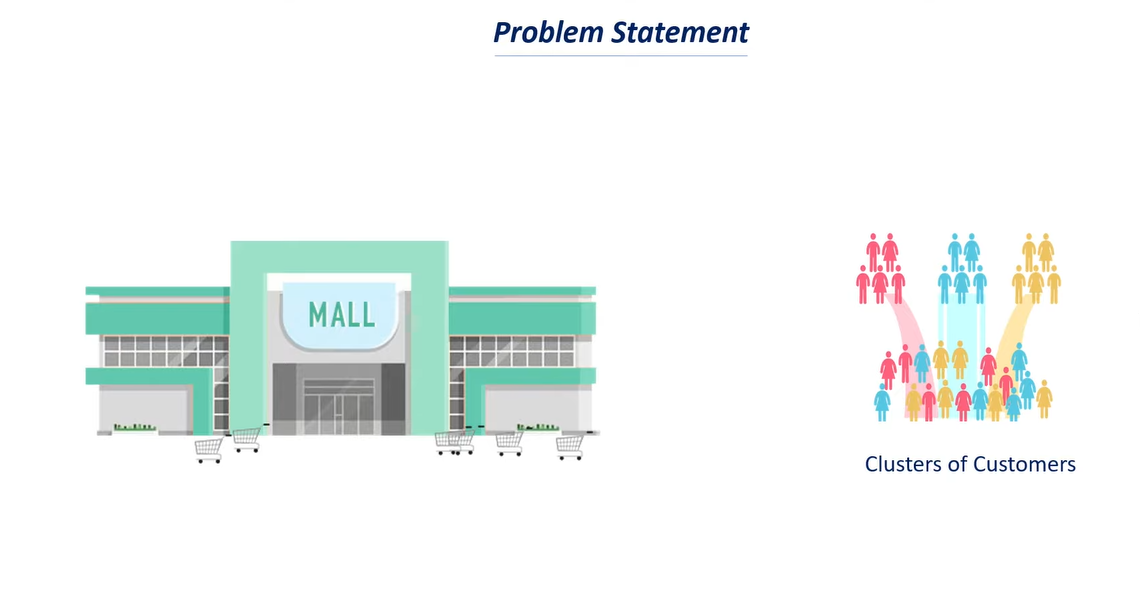 Problem Statement
MALL
Clusters of Customers